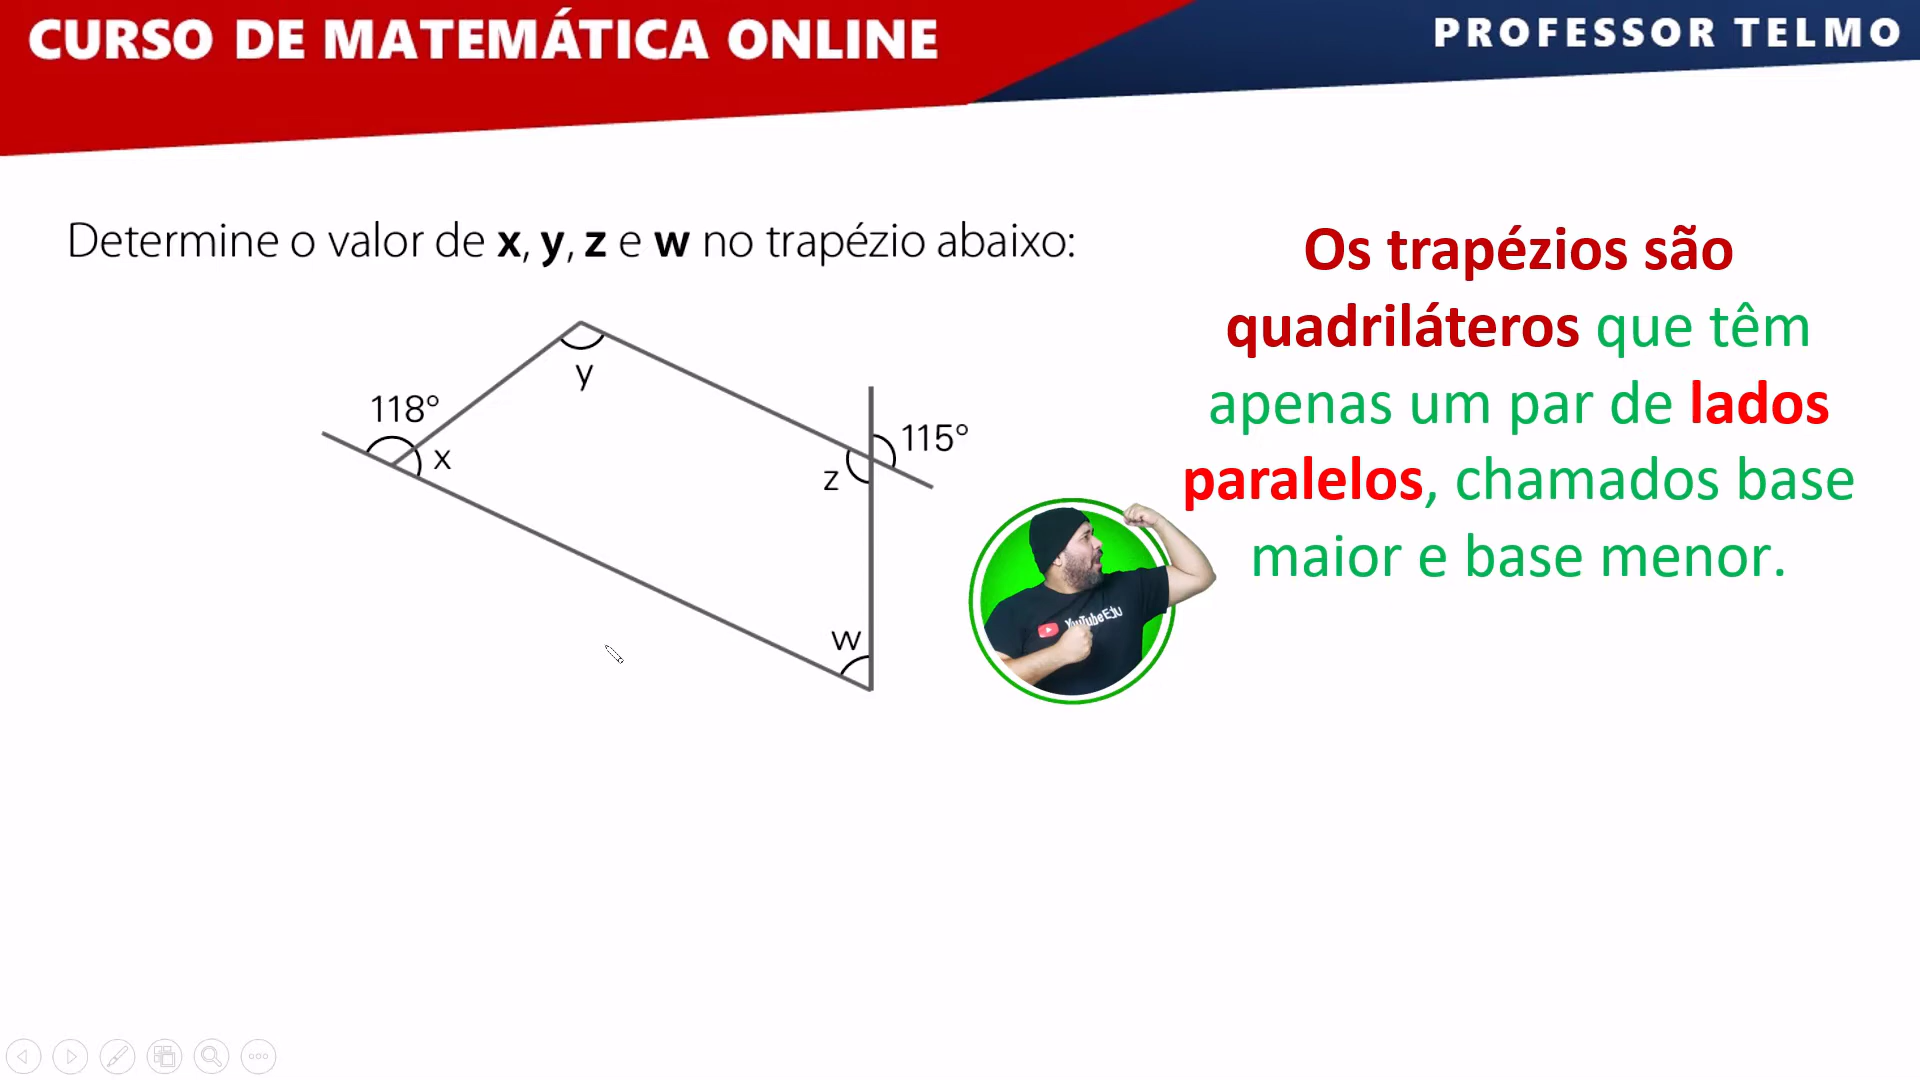 CURSO DE MATEMÁTICA ONLINE
PROFESSOR TELMO
Determine o valor de x, y, z e w no trapézio abaixo:
y
118°
x
115°
z
w
YouTubeEdu
Os trapézios são
quadriláteros que têm
apenas um par de lados
paralelos, chamados base
maior e base menor.